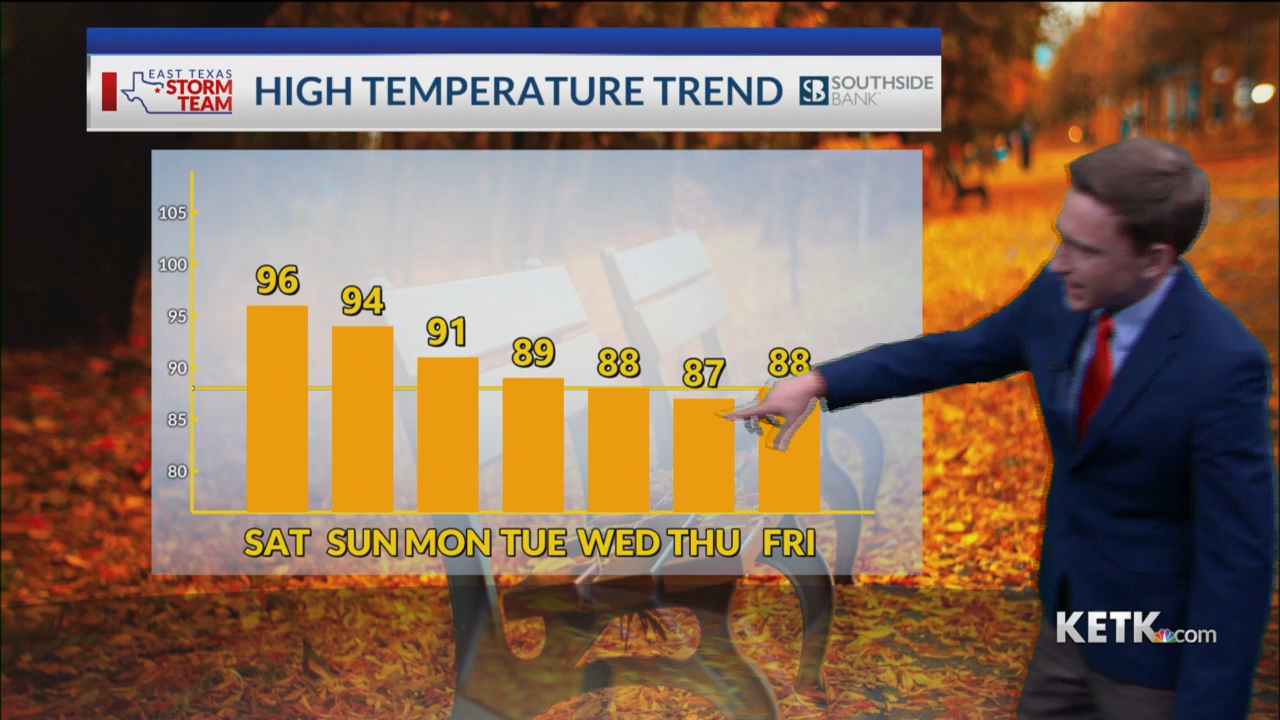 EAST TEXAS
STORM
TEAM
HIGH TEMPERATURE TREND
SB
SOUTHSIDE
BANK
105
100
95
90
85
80
96
94
91
89
88
87
88
SAT SUN MON TUE WED THU FRI
KETK.com